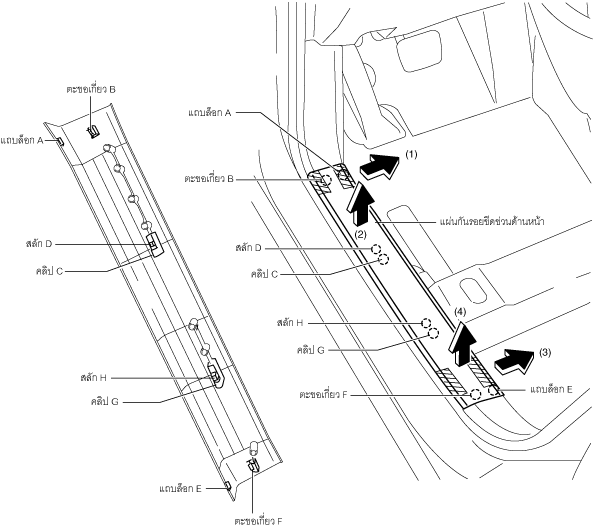 ตะขอเกี่ยว B
แถบล็อก A
สลัก D
คลิป C
สลัก H
คลิป G
แถบล็อก E
ตะขอเกี่ยว F
แถบล็อก A
(1)
ตะขอเกี่ยว B
(2)
แผ่นกันรอยขีดข่วนด้านหน้า
สลัก D
คลิป C
(4)
สลัก H
คลิป G
(3)
ตะขอเกี่ยว F
แถบล็อก E